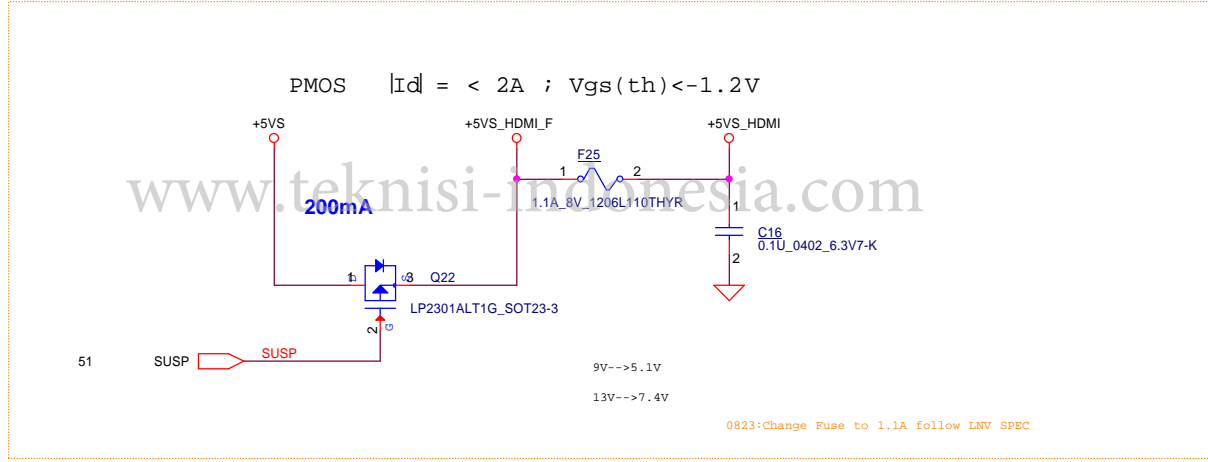 PMOS |Id| = < 2A ; Vgs(th)<-1.2V
+5VS
+5VS_HDMI_F
+5VS_HDMI
F25
1
2
www.teknisi-indonesia.com
200mA
1.1A_8V_1206L110THYR
1
C16
0.1U_0402_6.3V7-K
2
1
D
S
3
Q22
LP2301ALT1G_SOT23-3
2
G
51
SUSP
SUSP
9V-->5.1V
13V-->7.4V
0823:Change Fuse to 1.1A follow LNV SPEC